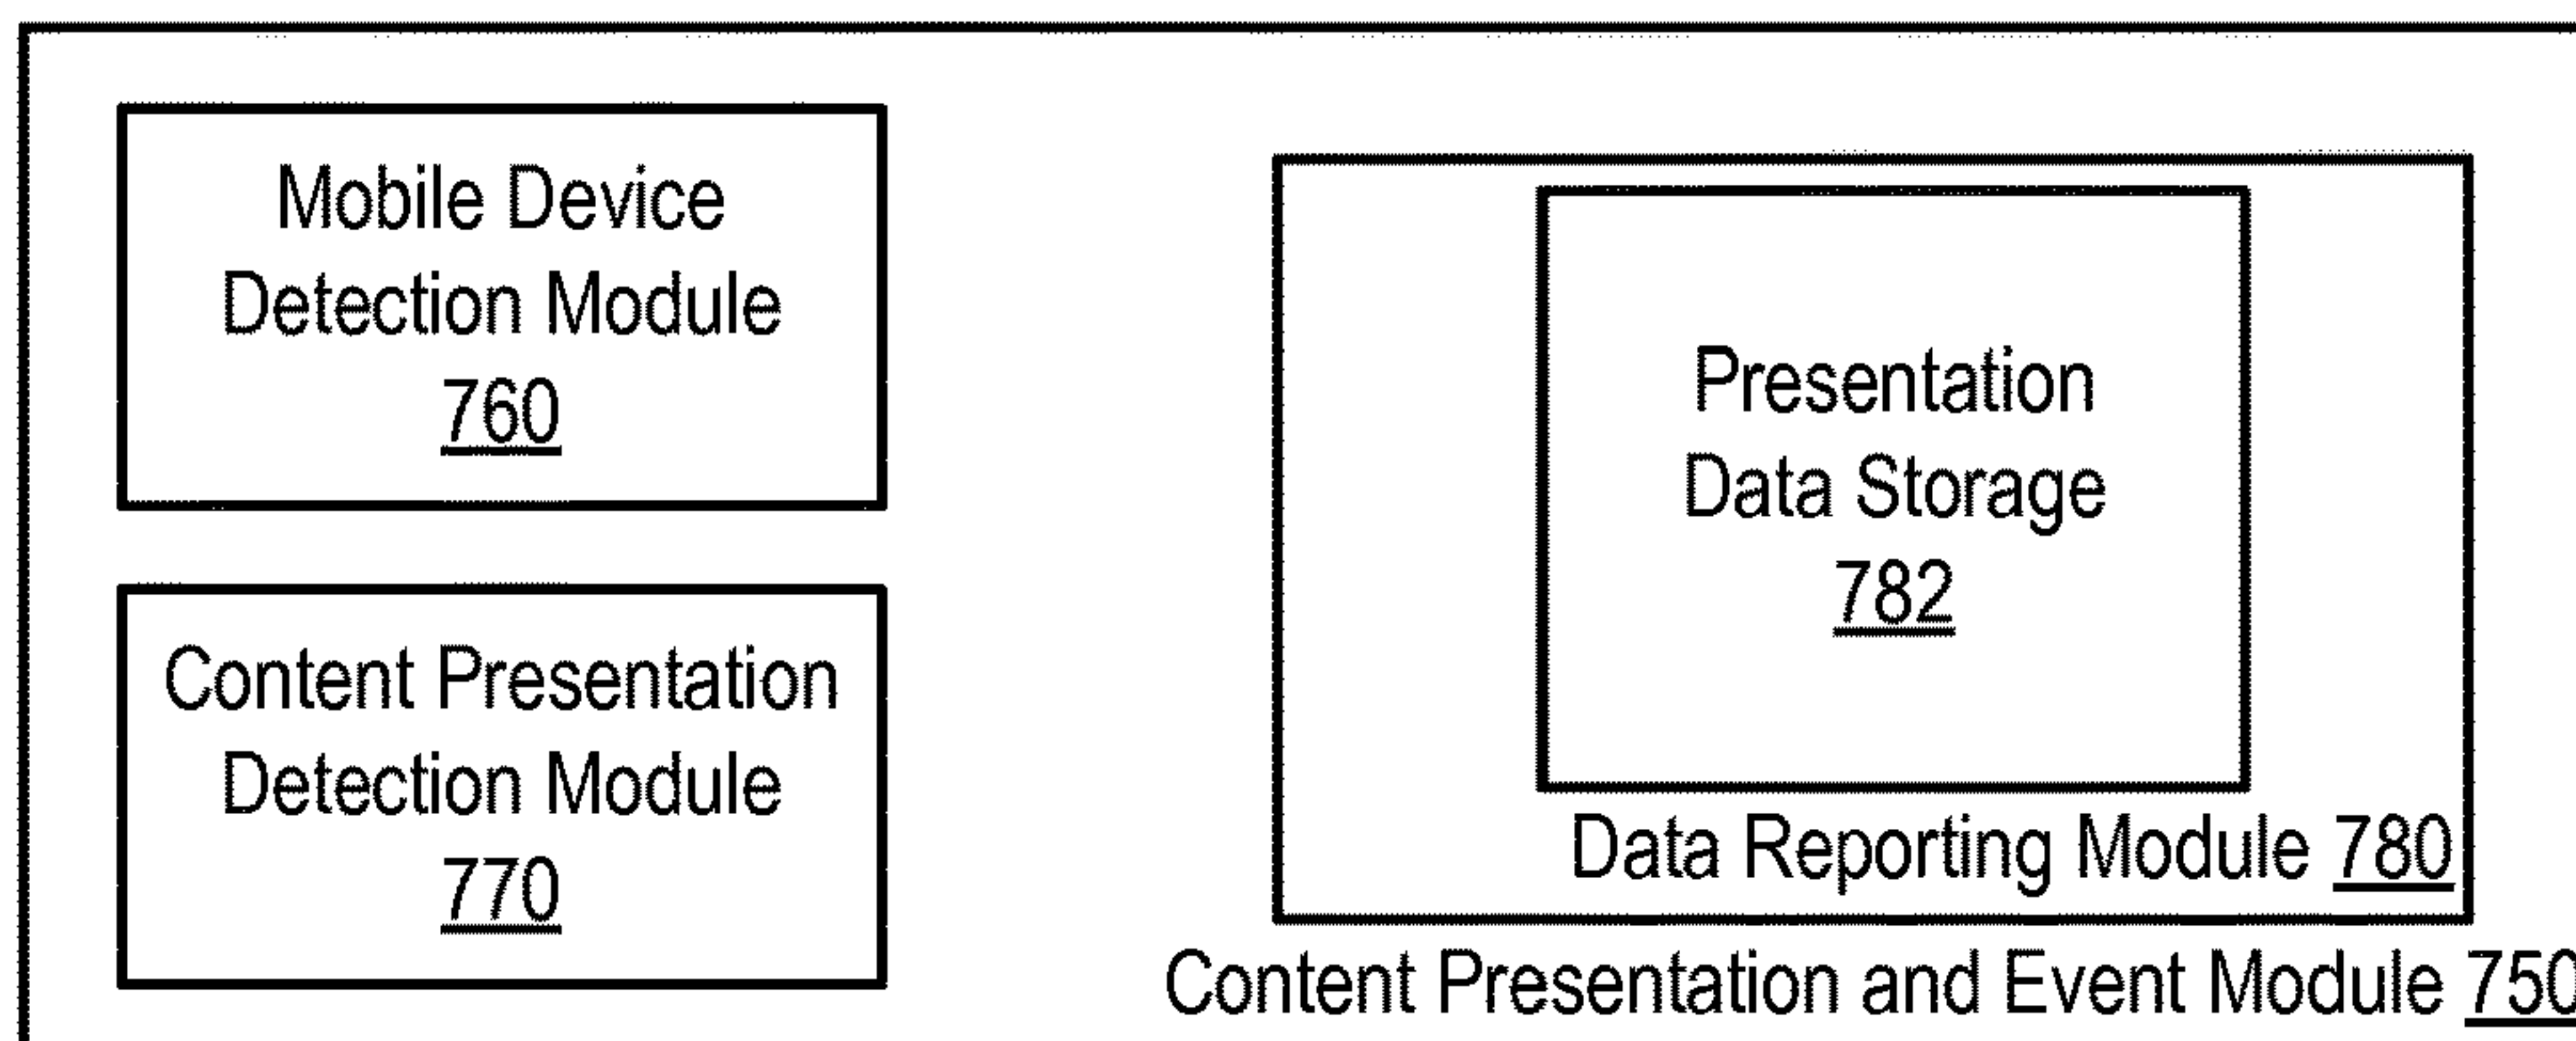 Mobile Device
Detection Module
760
Content Presentation
Detection Module
770
Presentation
Data Storage
782
Data Reporting Module 780
Content Presentation and Event Module 750